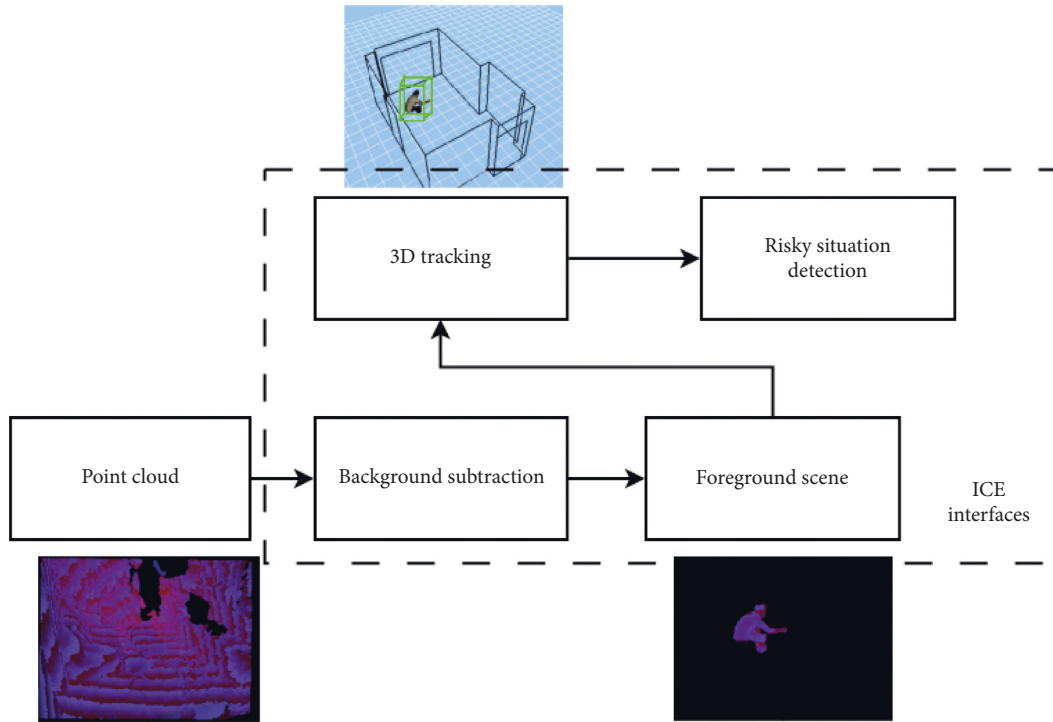 3D tracking
Risky situation
detection
Point cloud
Background subtraction
Foreground scene
ICE
interfaces